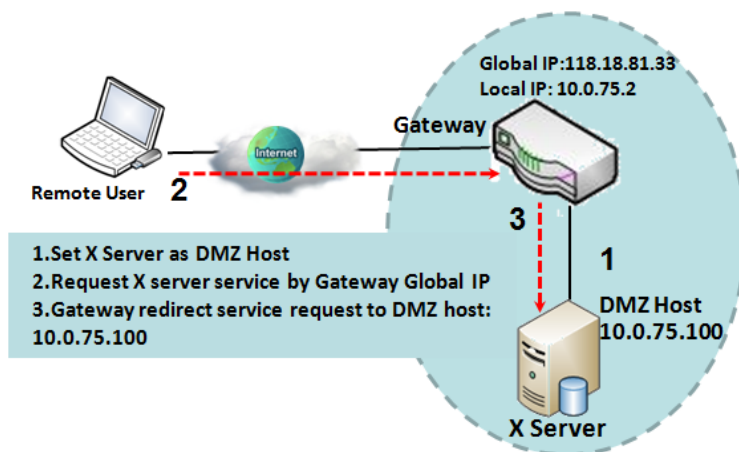 Global IP:118.18.81.33
Local IP: 10.0.75.2
Gateway
Internet
Remote User
2
3
1
1.Set X Server as DMZ Host
2.Request X server service by Gateway Global IP
3.Gateway redirect service request to DMZ host:
10.0.75.100
DMZ Host
10.0.75.100
X Server